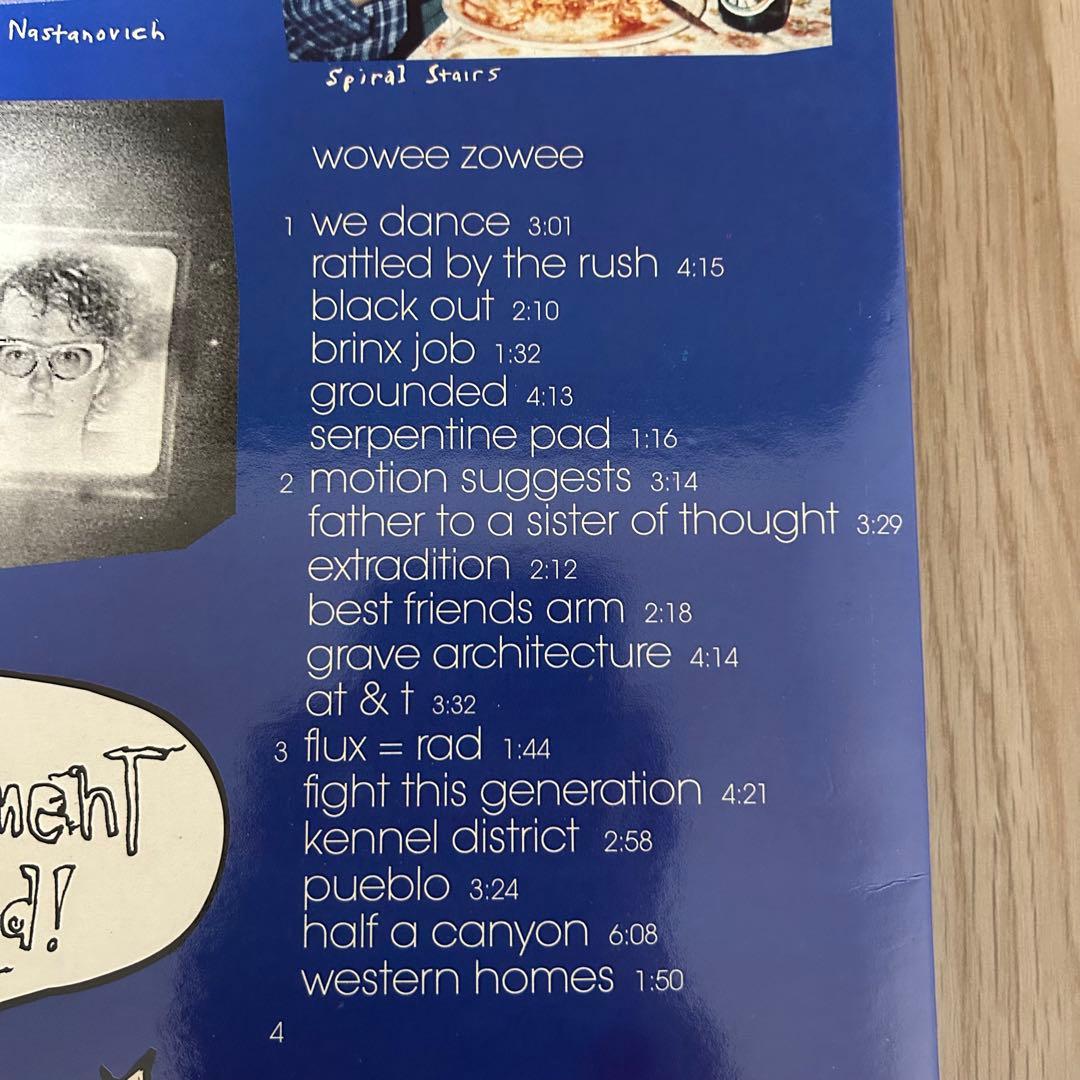 Nastanovich
Spiral Stairs
wowee zowee
1 we dance 3:01
rattled by the rush 4:15
black out 2:10
brinx job 1:32
grounded 4:13
serpentine pad 1:16
2 motion suggests 3:14
father to a sister of thought 3:29
extradition 2:12
best friends arm 2:18
grave architecture 4:14
at & t 3:32
3 flux = rad 1:44
fight this generation 4:21
kennel district 2:58
pueblo 3:24
half a canyon 6:08
western homes 1:50
4